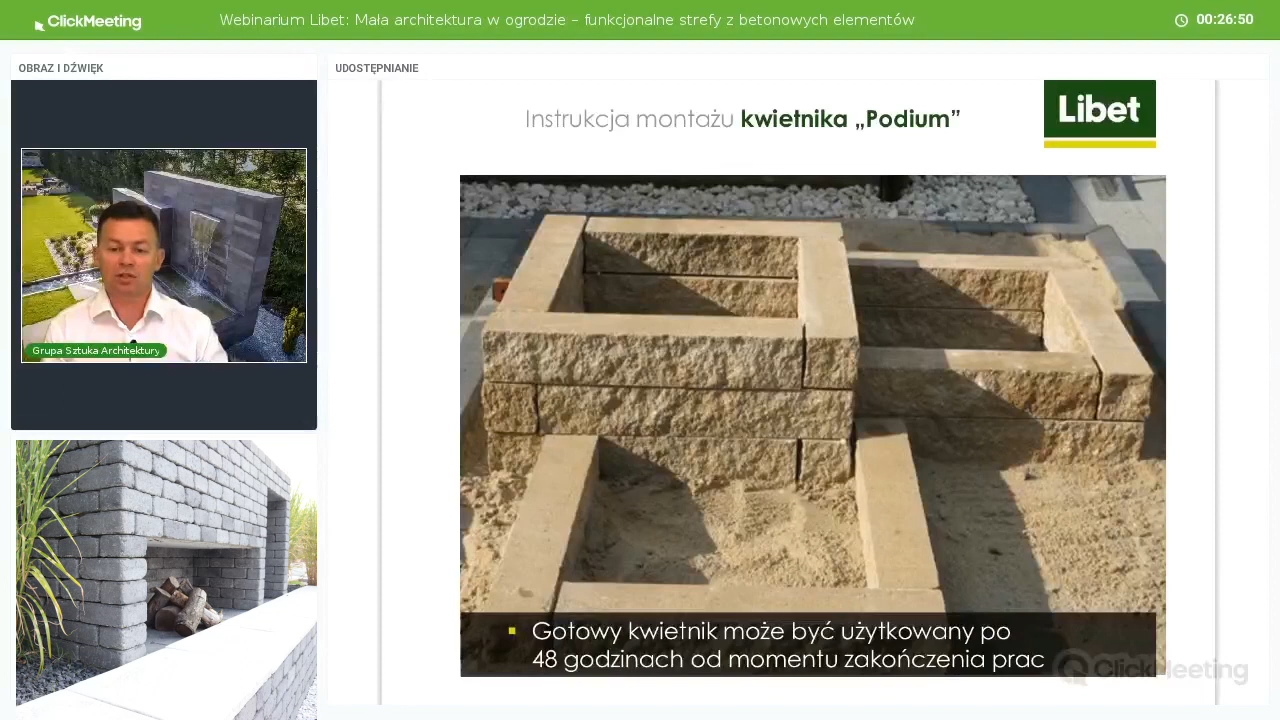 ClickMeeting
Webinarium Libet: Mała architektura w ogrodzie – funkcjonalne strefy z betonowych elementów
00:26:50
OBRAZ I DŹWIĘK
UDOSTĘPNIANIE
Instrukcja montażu kwietnika „Podium”
Libet
Grupa Sztuka Architektury
Gotowy kwietnik może być użytkowany po
48 godzinach od momentu zakończenia prac
ClickMeeting